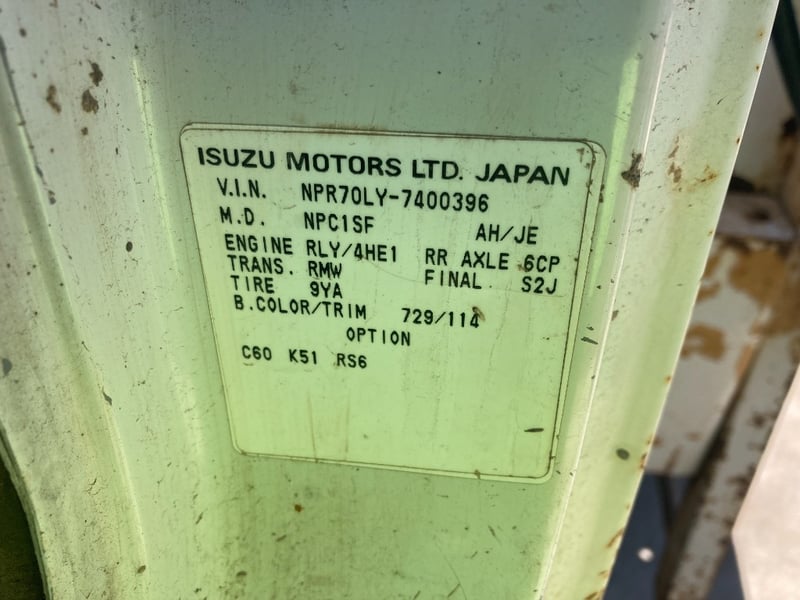 ISUZU MOTORS LTD. JAPAN
V.I.N. NPR70LY-7400396
M.D. NPC1SF AH/JE
ENGINE RLY/4HE1 RR AXLE 6CP
TRANS. RMW FINAL S2J
TIRE 9YA
B.COLOR/TRIM 729/114
OPTION
C60 K51 RS6